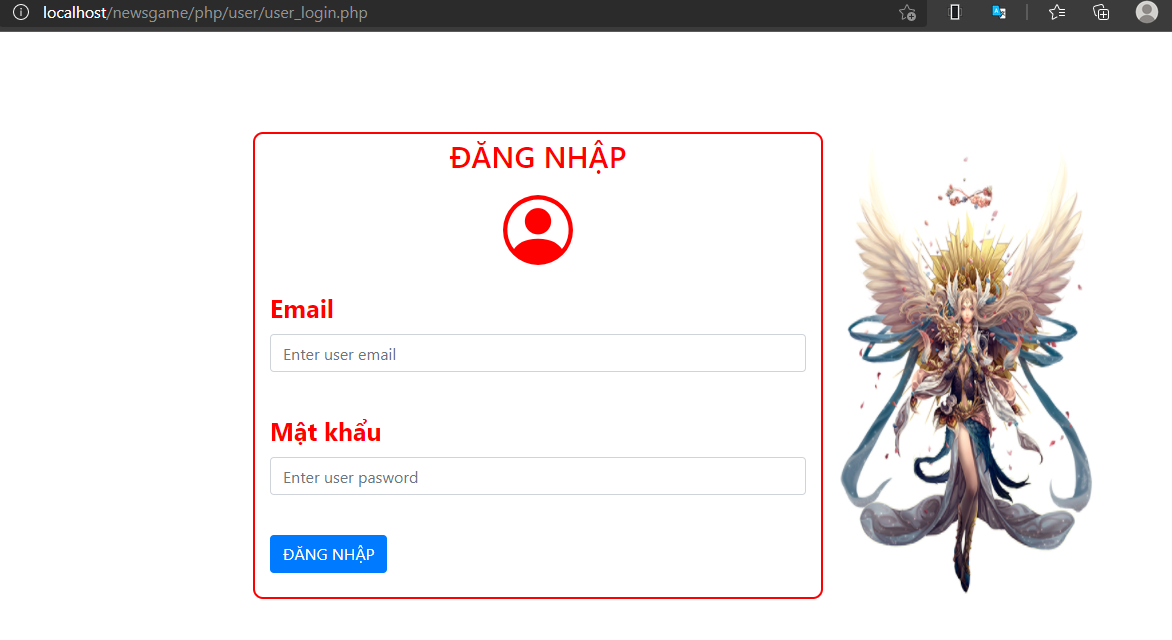 localhost/newsgame/php/user/user_login.php
ĐĂNG NHẬP
Email
Enter user email
Mật khẩu
Enter user pasword
ĐĂNG NHẬP